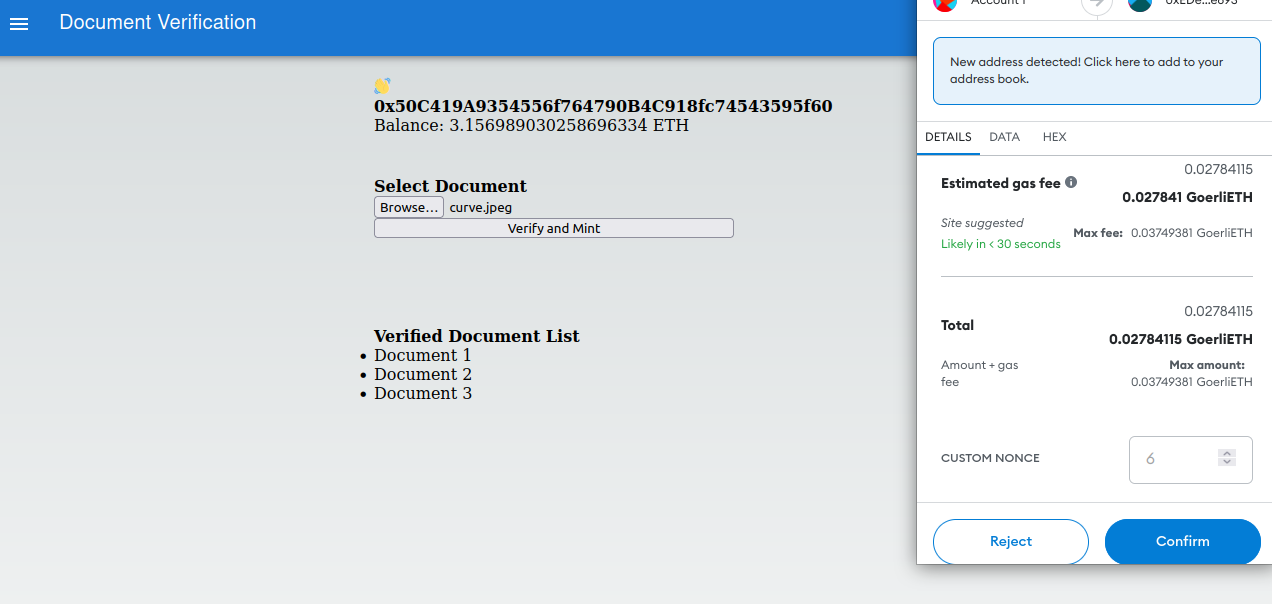 Document Verification
0x50C419A9354556f764790B4C918fc74543595f60
Balance: 3.156989030258696334 ETH
Select Document
Browse... curve.jpeg
Verify and Mint
Verified Document List
Document 1
Document 2
Document 3
New address detected! Click here to add to your
address book.
DETAILS DATA HEX
0.02784115
Estimated gas fee
0.027841 GoerliETH
Site suggested
Max fee: 0.03749381 GoerliETH
Likely in < 30 seconds
0.02784115
Total
0.02784115 GoerliETH
Amount + gas
fee
Max amount:
0.03749381 GoerliETH
CUSTOM NONCE 6
Reject Confirm